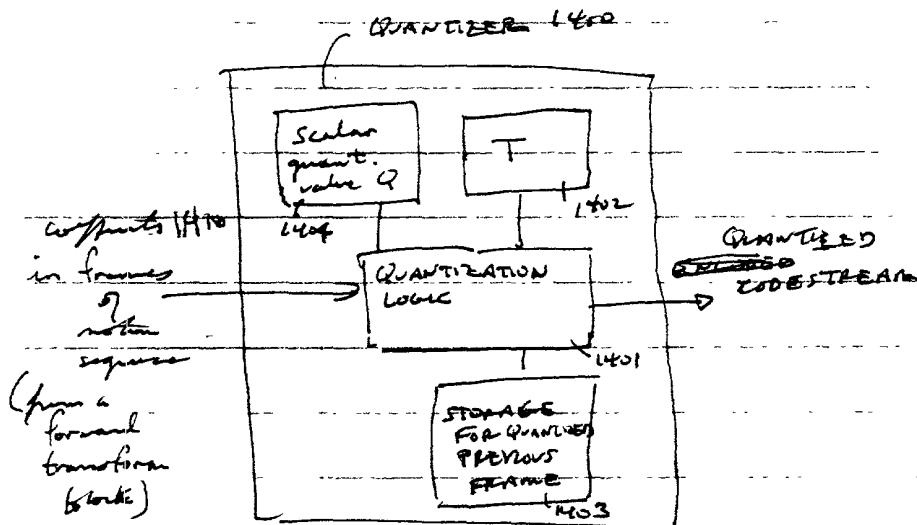 QUANTIZER 1400
Scalar
quant.
value Q
1404
T
1402
coefficients 1410
in frames
of
motion
sequence
(from a
forward
transform
block)
QUANTIZATION
LOGIC
1401
QUANTIZED
CODESTREAM
STORAGE
FOR QUANTIZED
PREVIOUS
FRAME
1403